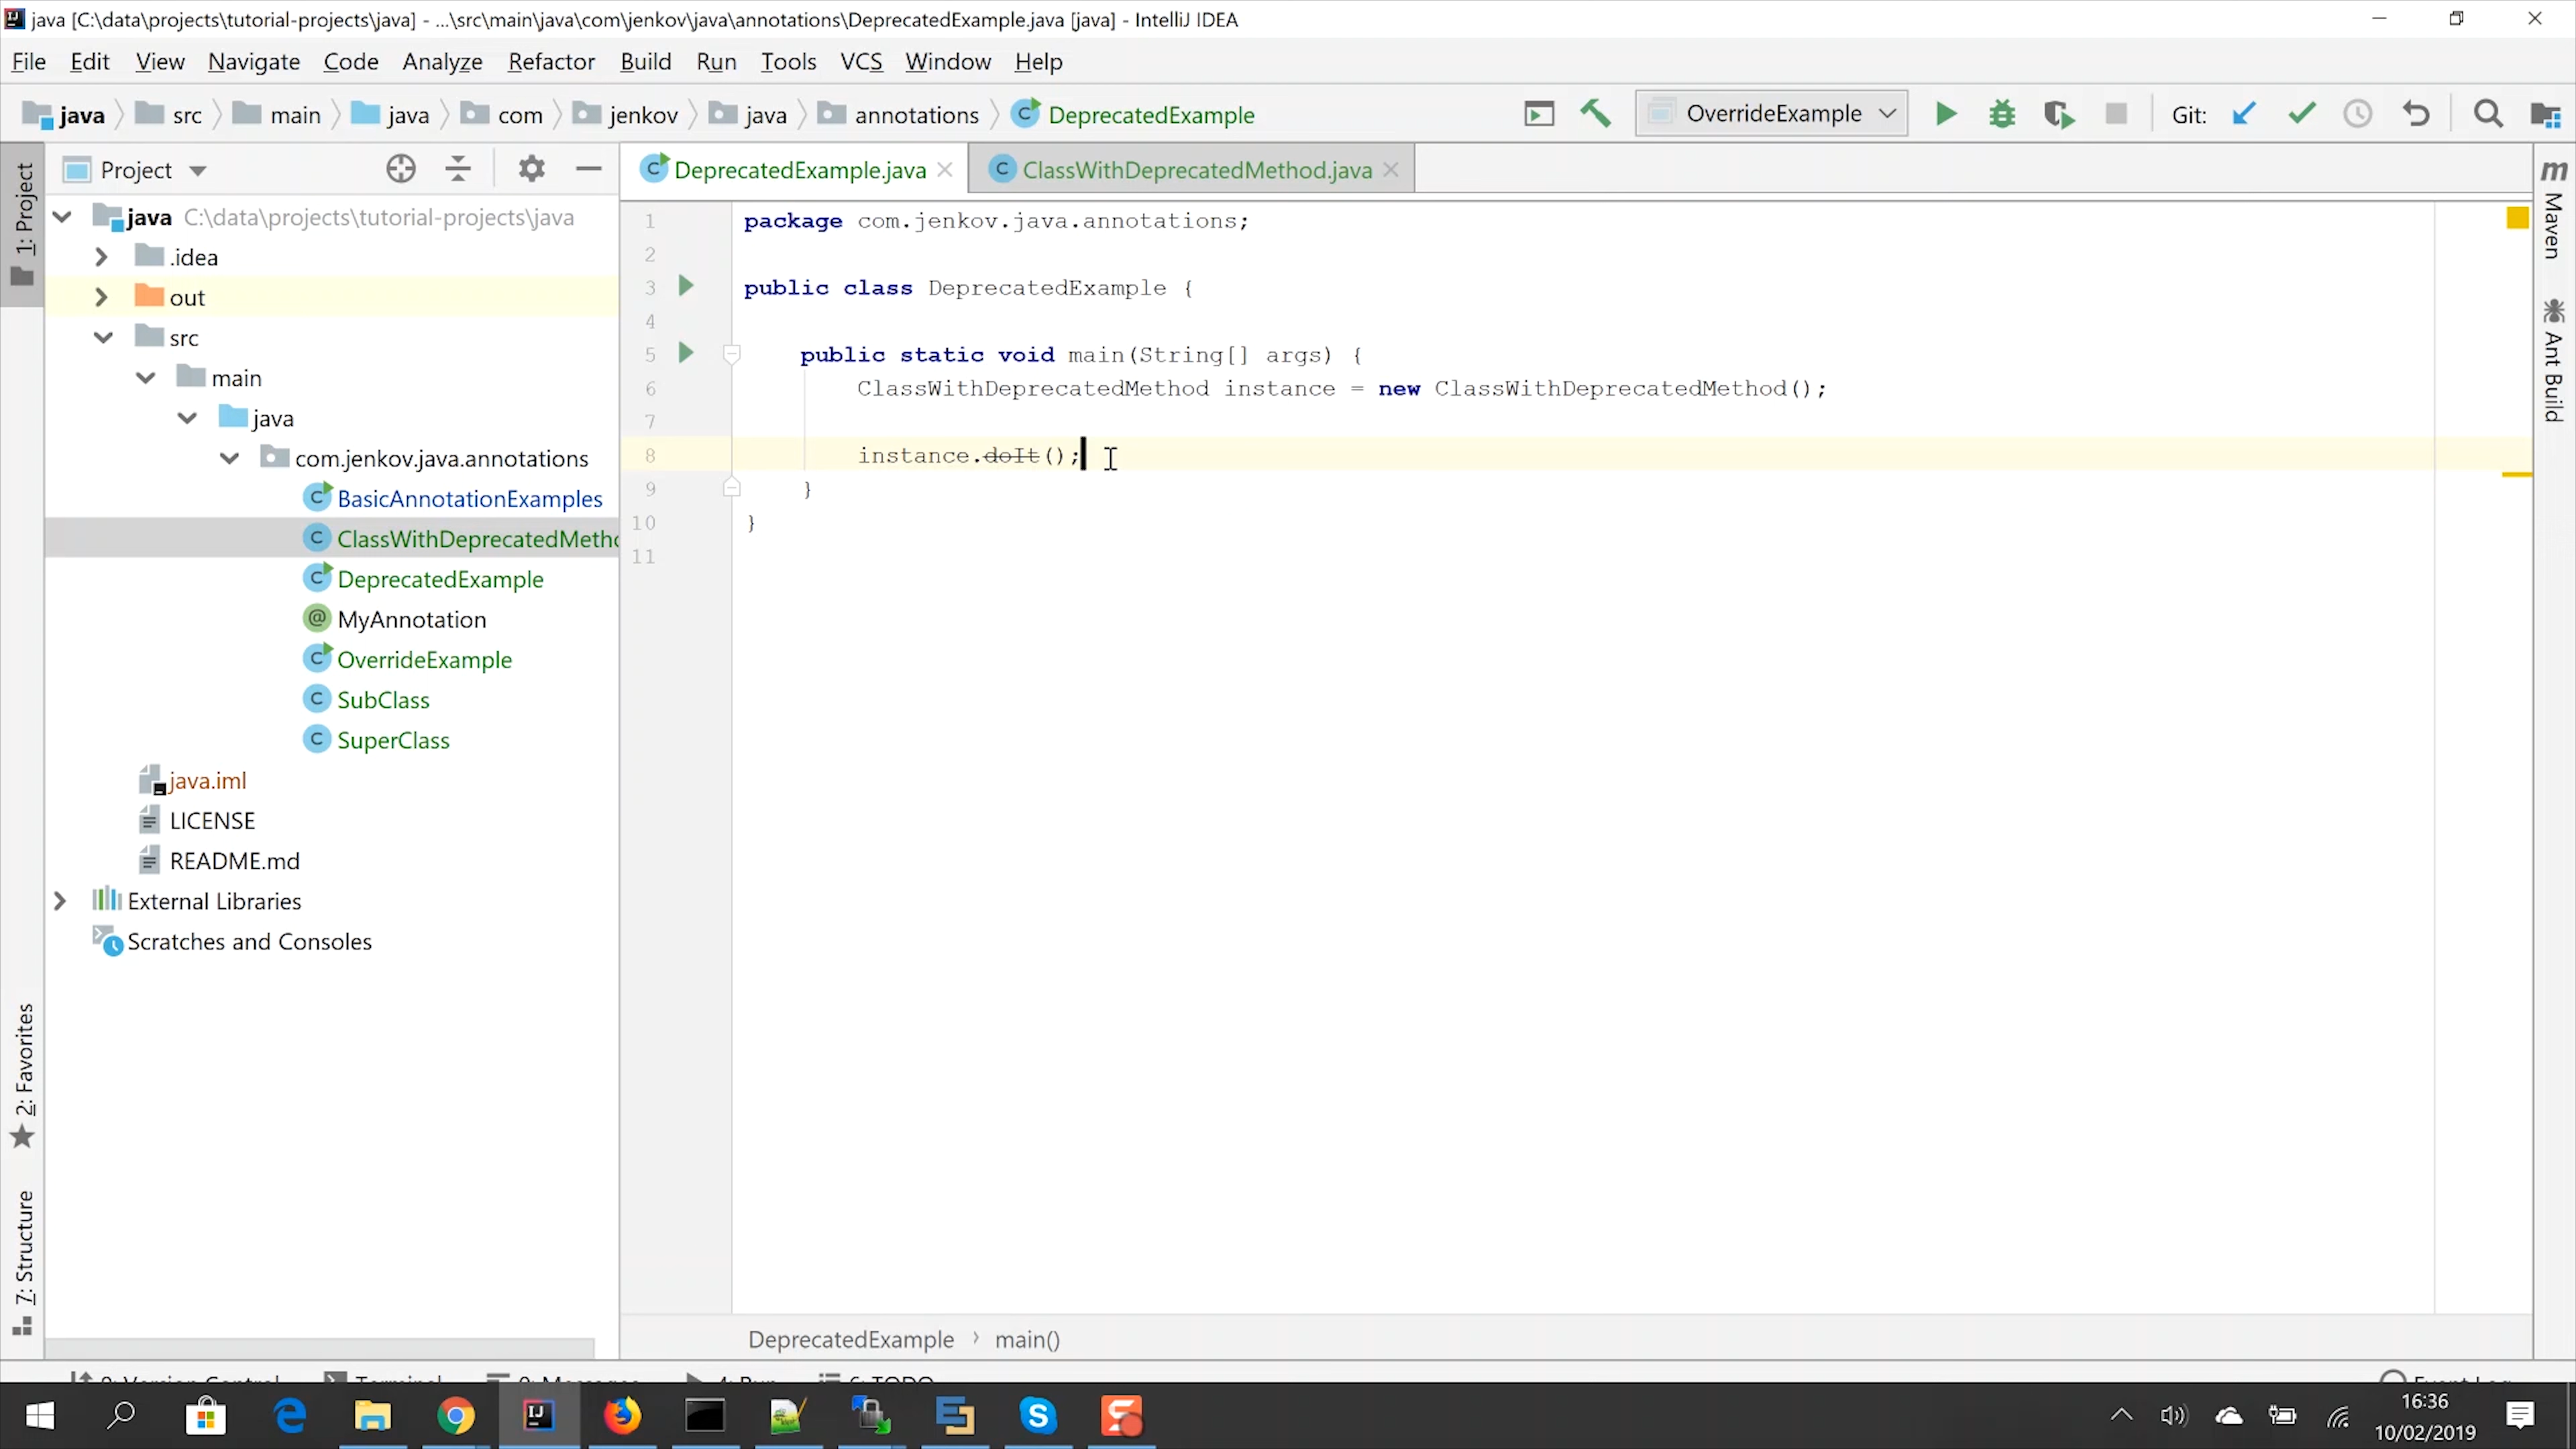 java [C:\data\projects\tutorial-projects\java] - ...\src\main\java\com\jenkov\java\annotations\DeprecatedExample.java [java] - IntelliJ IDEA
File Edit View Navigate Code Analyze Refactor Build Run Tools VCS Window Help
java src main java com jenkov java annotations DeprecatedExample OverrideExample Git:
1: Project
Project
DeprecatedExample.java ClassWithDeprecatedMethod.java
java C:\data\projects\tutorial-projects\java
.idea
out
src
main
java
com.jenkov.java.annotations
BasicAnnotationExamples
ClassWithDeprecatedMetho
DeprecatedExample
MyAnnotation
OverrideExample
SubClass
SuperClass
java.iml
LICENSE
README.md
External Libraries
Scratches and Consoles
2: Favorites
7: Structure
1 package com.jenkov.java.annotations;
2
3 public class DeprecatedExample {
4
5 public static void main(String[] args) {
6 ClassWithDeprecatedMethod instance = new ClassWithDeprecatedMethod();
7
8 instance.doIt();
9 }
10 }
11
Maven
Ant Build
DeprecatedExample main()
16:36
10/02/2019